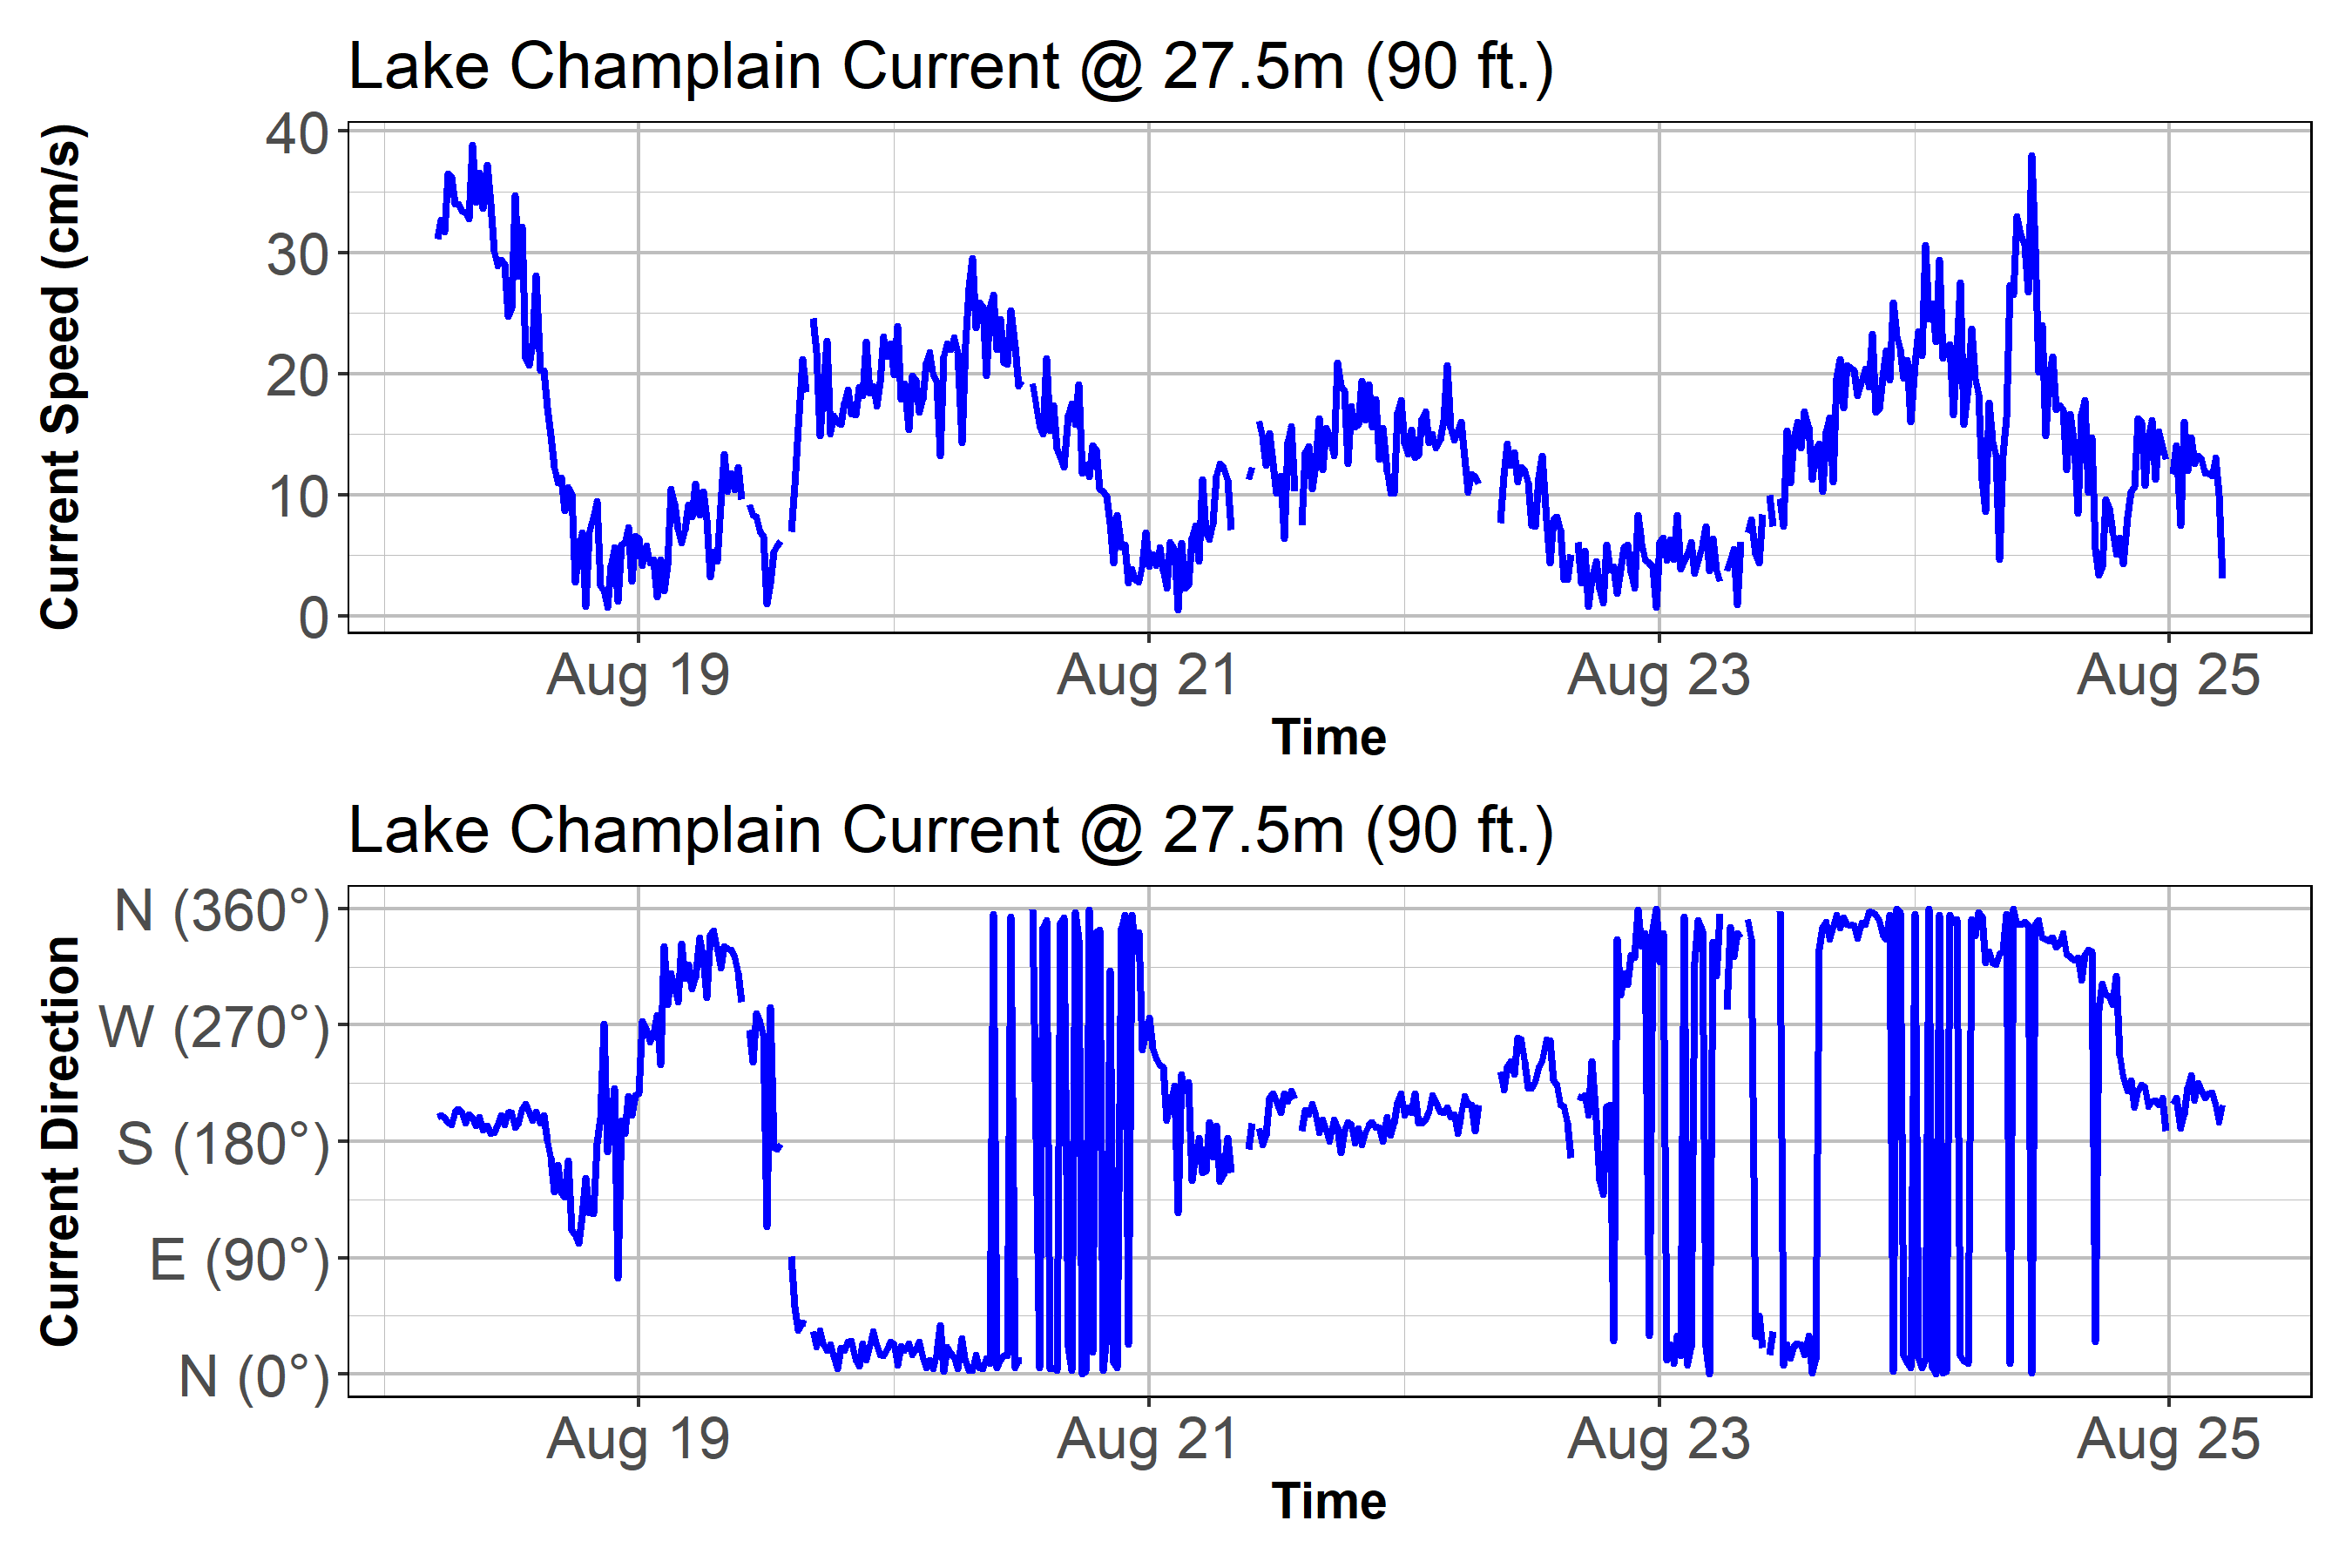 Lake Champlain Current @ 27.5m (90 ft.)
Current Speed (cm/s)
40
30
20
10
0
Aug 19 Aug 21 Aug 23 Aug 25
Time
Lake Champlain Current @ 27.5m (90 ft.)
Current Direction
N (360°)
W (270°)
S (180°)
E (90°)
N (0°)
Aug 19 Aug 21 Aug 23 Aug 25
Time